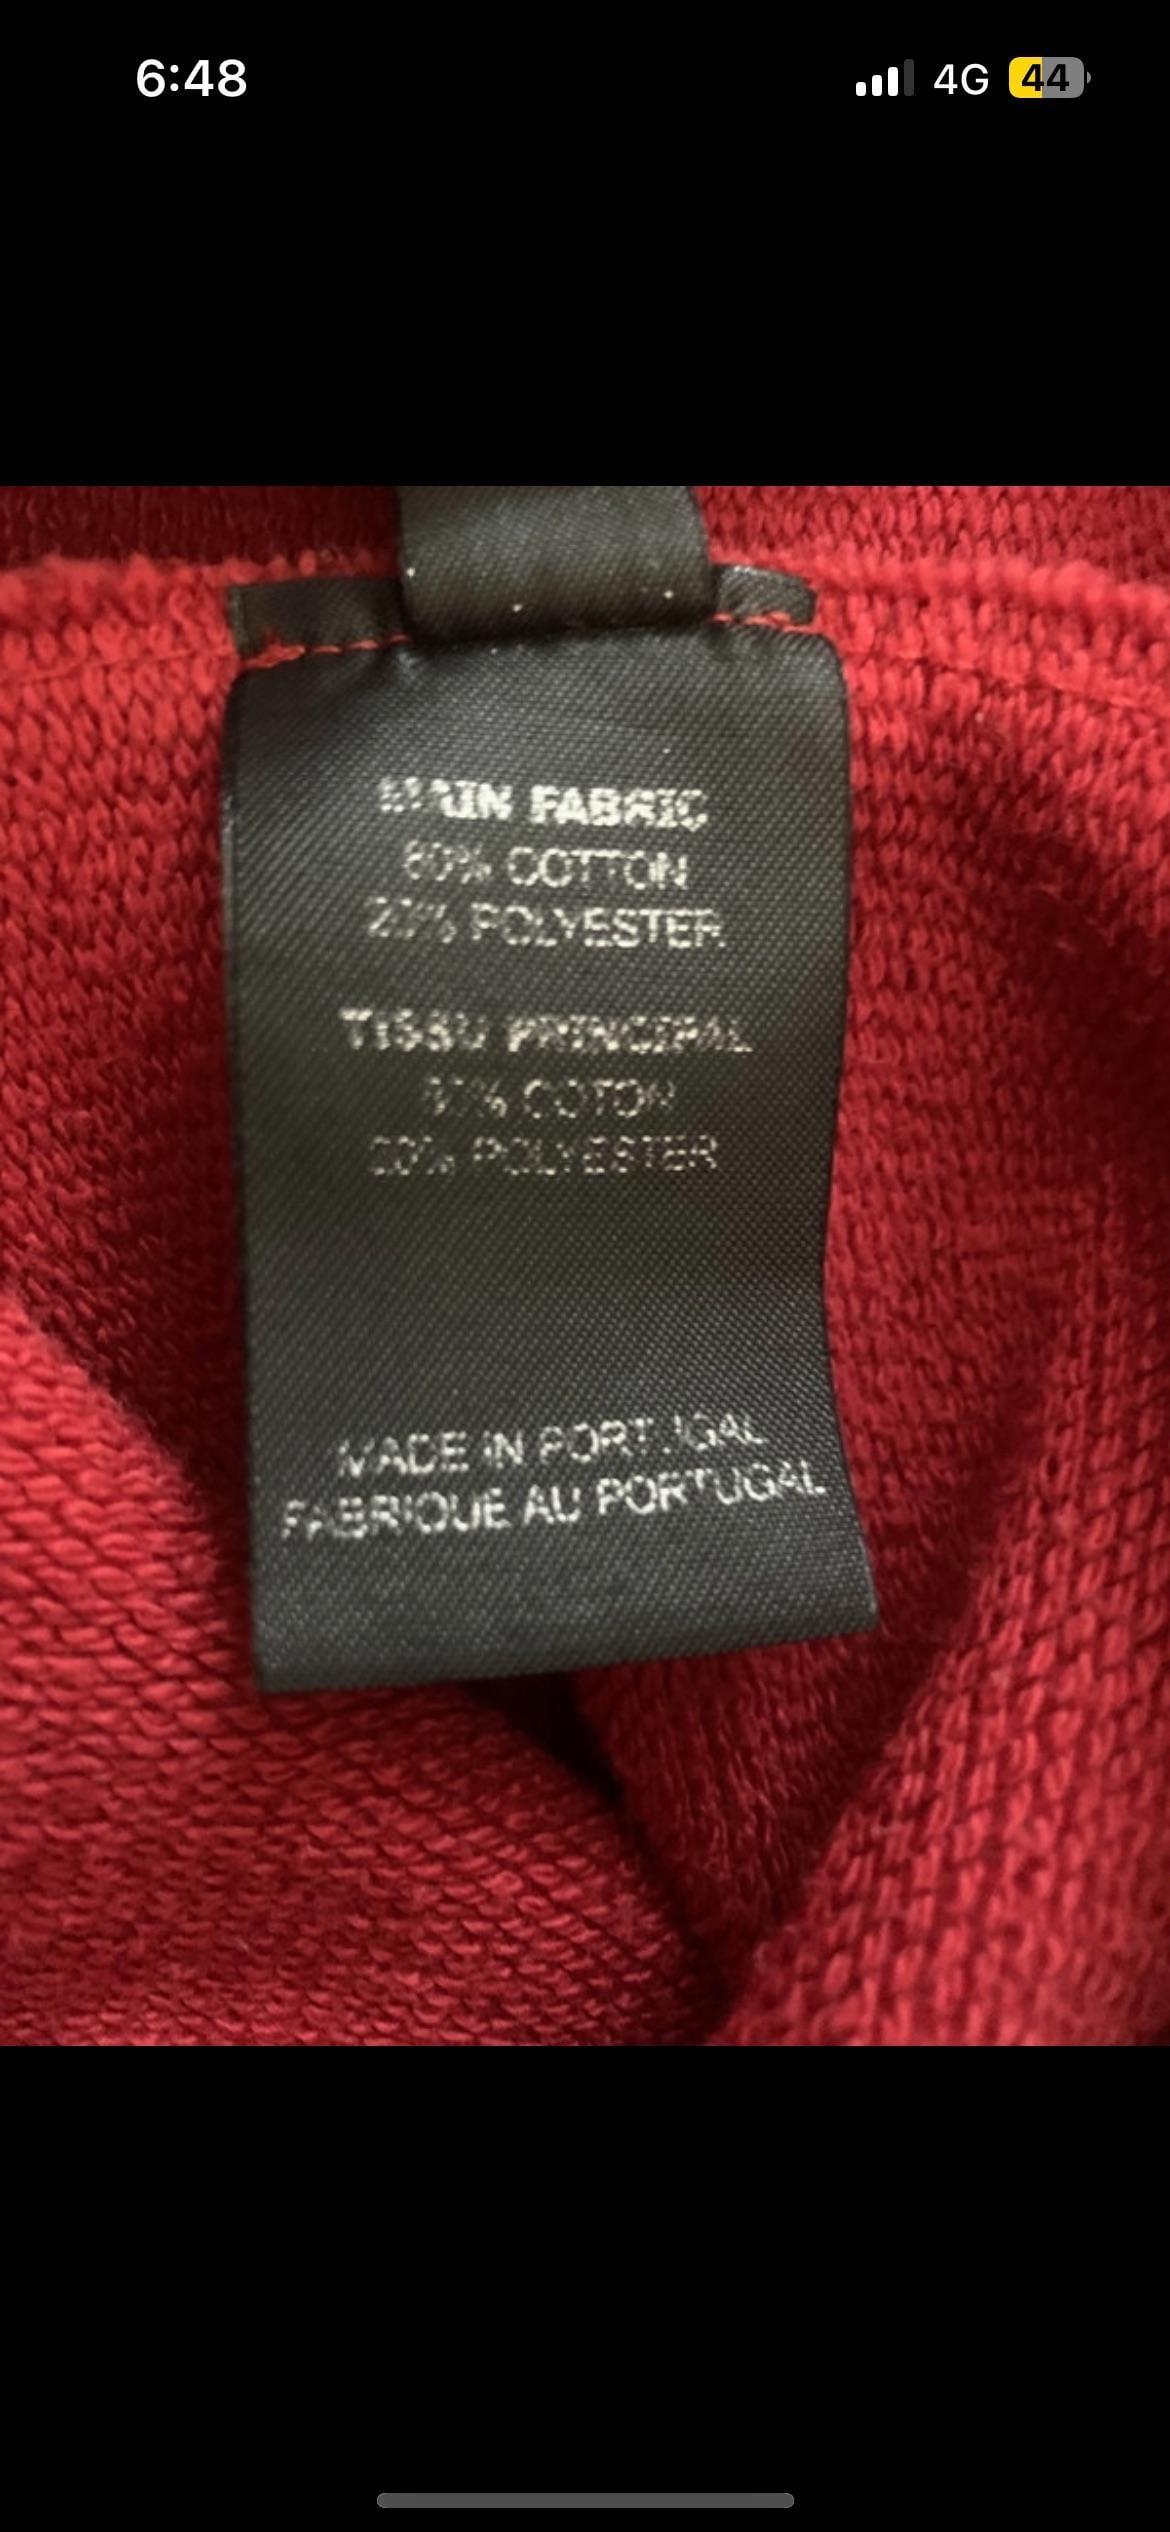 6:48
4G 44
MAIN FABRIC
80% COTTON
20% POLYESTER
TISSU PRINCIPAL
80% COTON
20% POLYESTER
MADE IN PORTUGAL
FABRIQUE AU PORTUGAL